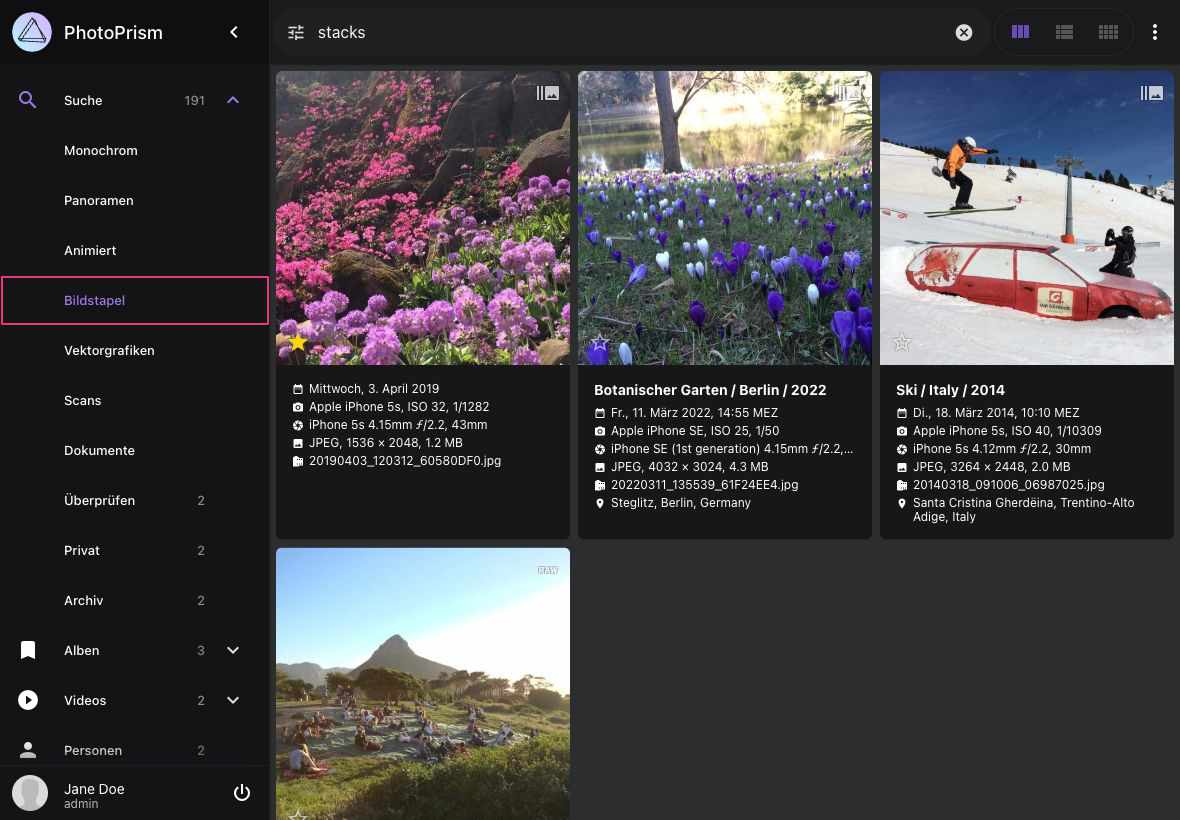 PhotoPrism
stacks
Suche 191
Monochrom
Panoramen
Animiert
Bildstapel
Vektorgrafiken
Scans
Dokumente
Überprüfen 2
Privat 2
Archiv 2
Alben 3
Videos 2
Personen 2
Jane Doe
admin
Mittwoch, 3. April 2019
Apple iPhone 5s, ISO 32, 1/1282
iPhone 5s 4.15mm ƒ/2.2, 43mm
JPEG, 1536 × 2048, 1.2 MB
20190403_120312_60580DF0.jpg
Botanischer Garten / Berlin / 2022
Fr., 11. März 2022, 14:55 MEZ
Apple iPhone SE, ISO 25, 1/50
iPhone SE (1st generation) 4.15mm ƒ/2.2,...
JPEG, 4032 × 3024, 4.3 MB
20220311_135539_61F24EE4.jpg
Steglitz, Berlin, Germany
Ski / Italy / 2014
Di., 18. März 2014, 10:10 MEZ
Apple iPhone 5s, ISO 40, 1/10309
iPhone 5s 4.12mm ƒ/2.2, 30mm
JPEG, 3264 × 2448, 2.0 MB
20140318_091006_06987025.jpg
Santa Cristina Gherdëina, Trentino-Alto
Adige, Italy
RAW